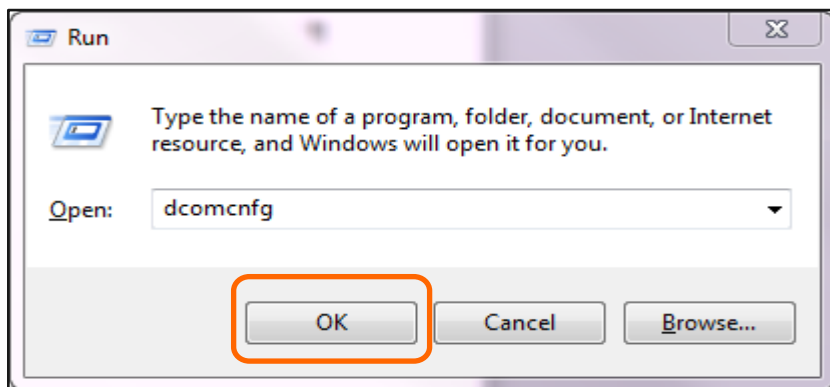 Run
Type the name of a program, folder, document, or Internet
resource, and Windows will open it for you.
Open: dcomcnfg
OK Cancel Browse...